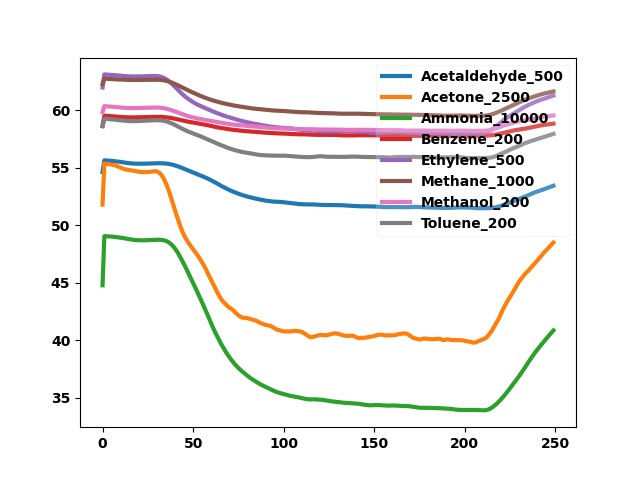 Acetaldehyde_500
Acetone_2500
Ammonia_10000
Benzene_200
Ethylene_500
Methane_1000
Methanol_200
Toluene_200
60
55
50
45
40
35
0 50 100 150 200 250